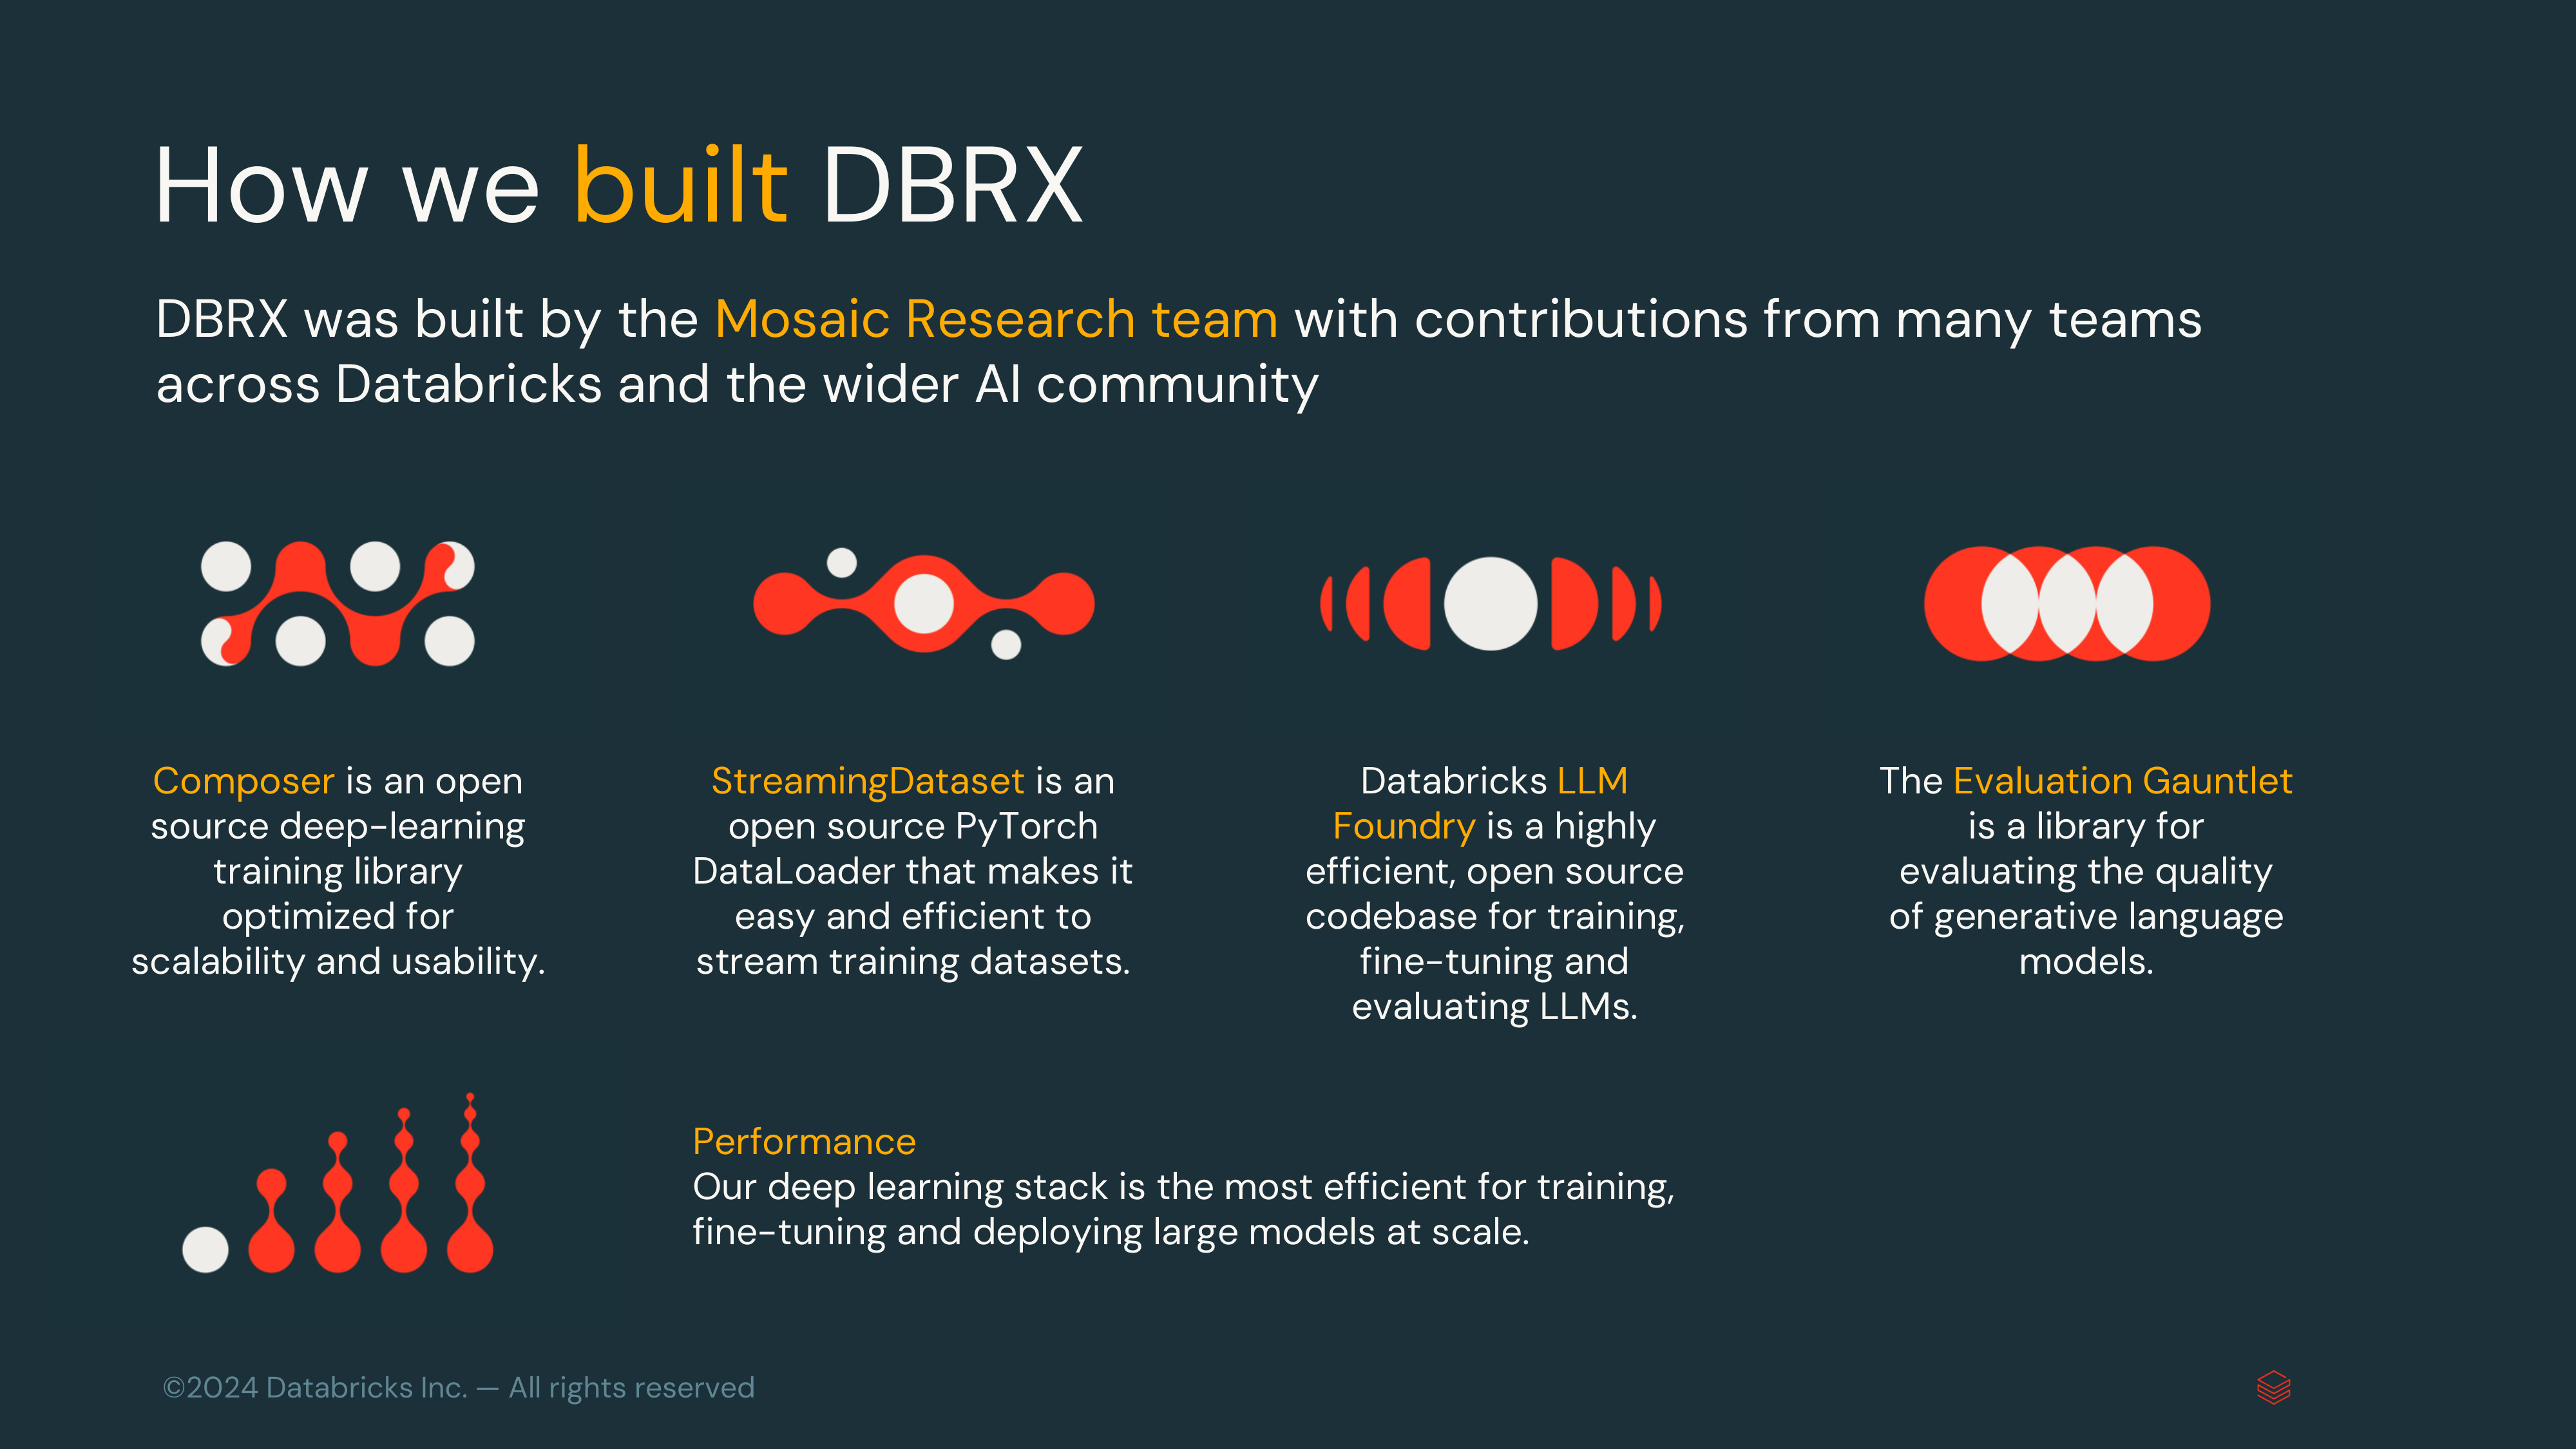 How we built DBRX
DBRX was built by the Mosaic Research team with contributions from many teams
across Databricks and the wider AI community
Composer is an open
source deep-learning
training library
optimized for
scalability and usability.
StreamingDataset is an
open source PyTorch
DataLoader that makes it
easy and efficient to
stream training datasets.
Databricks LLM
Foundry is a highly
efficient, open source
codebase for training,
fine-tuning and
evaluating LLMs.
The Evaluation Gauntlet
is a library for
evaluating the quality
of generative language
models.
Performance
Our deep learning stack is the most efficient for training,
fine-tuning and deploying large models at scale.
©2024 Databricks Inc. — All rights reserved